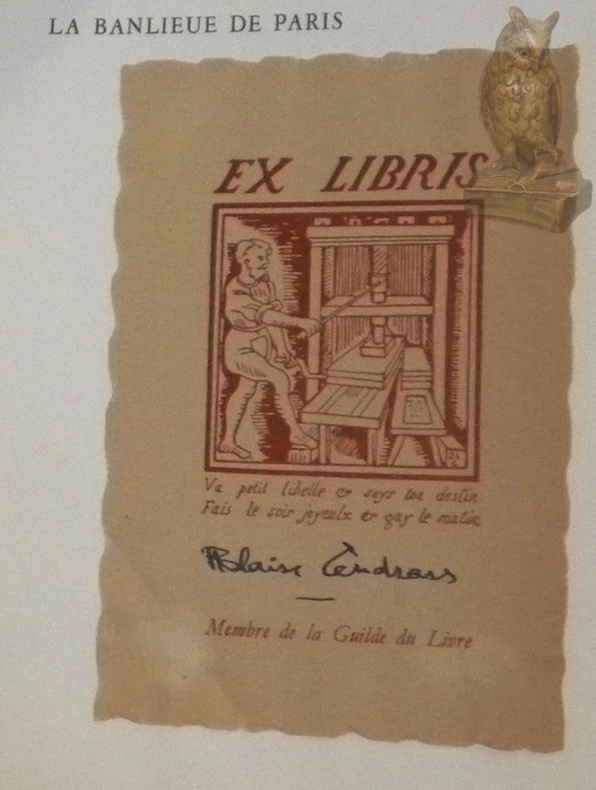 LA BANLIEUE DE PARIS
EX LIBRIS
Va petit libelle & suys ton destin
Fais le soir joyeulx & gay le matin
Blaise Cendrars
Membre de la Guilde du Livre